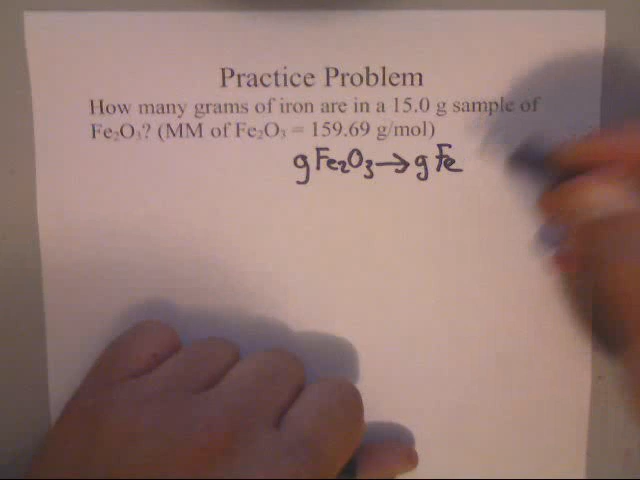 Practice Problem
How many grams of iron are in a 15.0 g sample of
Fe₂O₃? (MM of Fe₂O₃ = 159.69 g/mol)
g Fe₂O₃ → g Fe